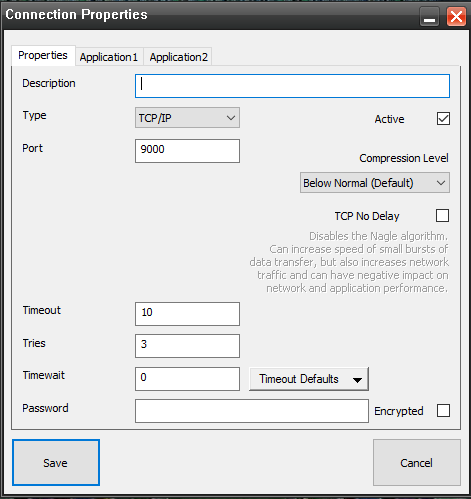 Connection Properties
Properties
Application1
Application2
Description
Type
TCP/IP
Active
Port
9000
Compression Level
Below Normal (Default)
TCP No Delay
Disables the Nagle algorithm.
Can increase speed of small bursts of
data transfer, but also increases network
traffic and can have negative impact on
network and application performance.
Timeout
10
Tries
3
Timewait
0
Timeout Defaults
Password
Encrypted
Save
Cancel